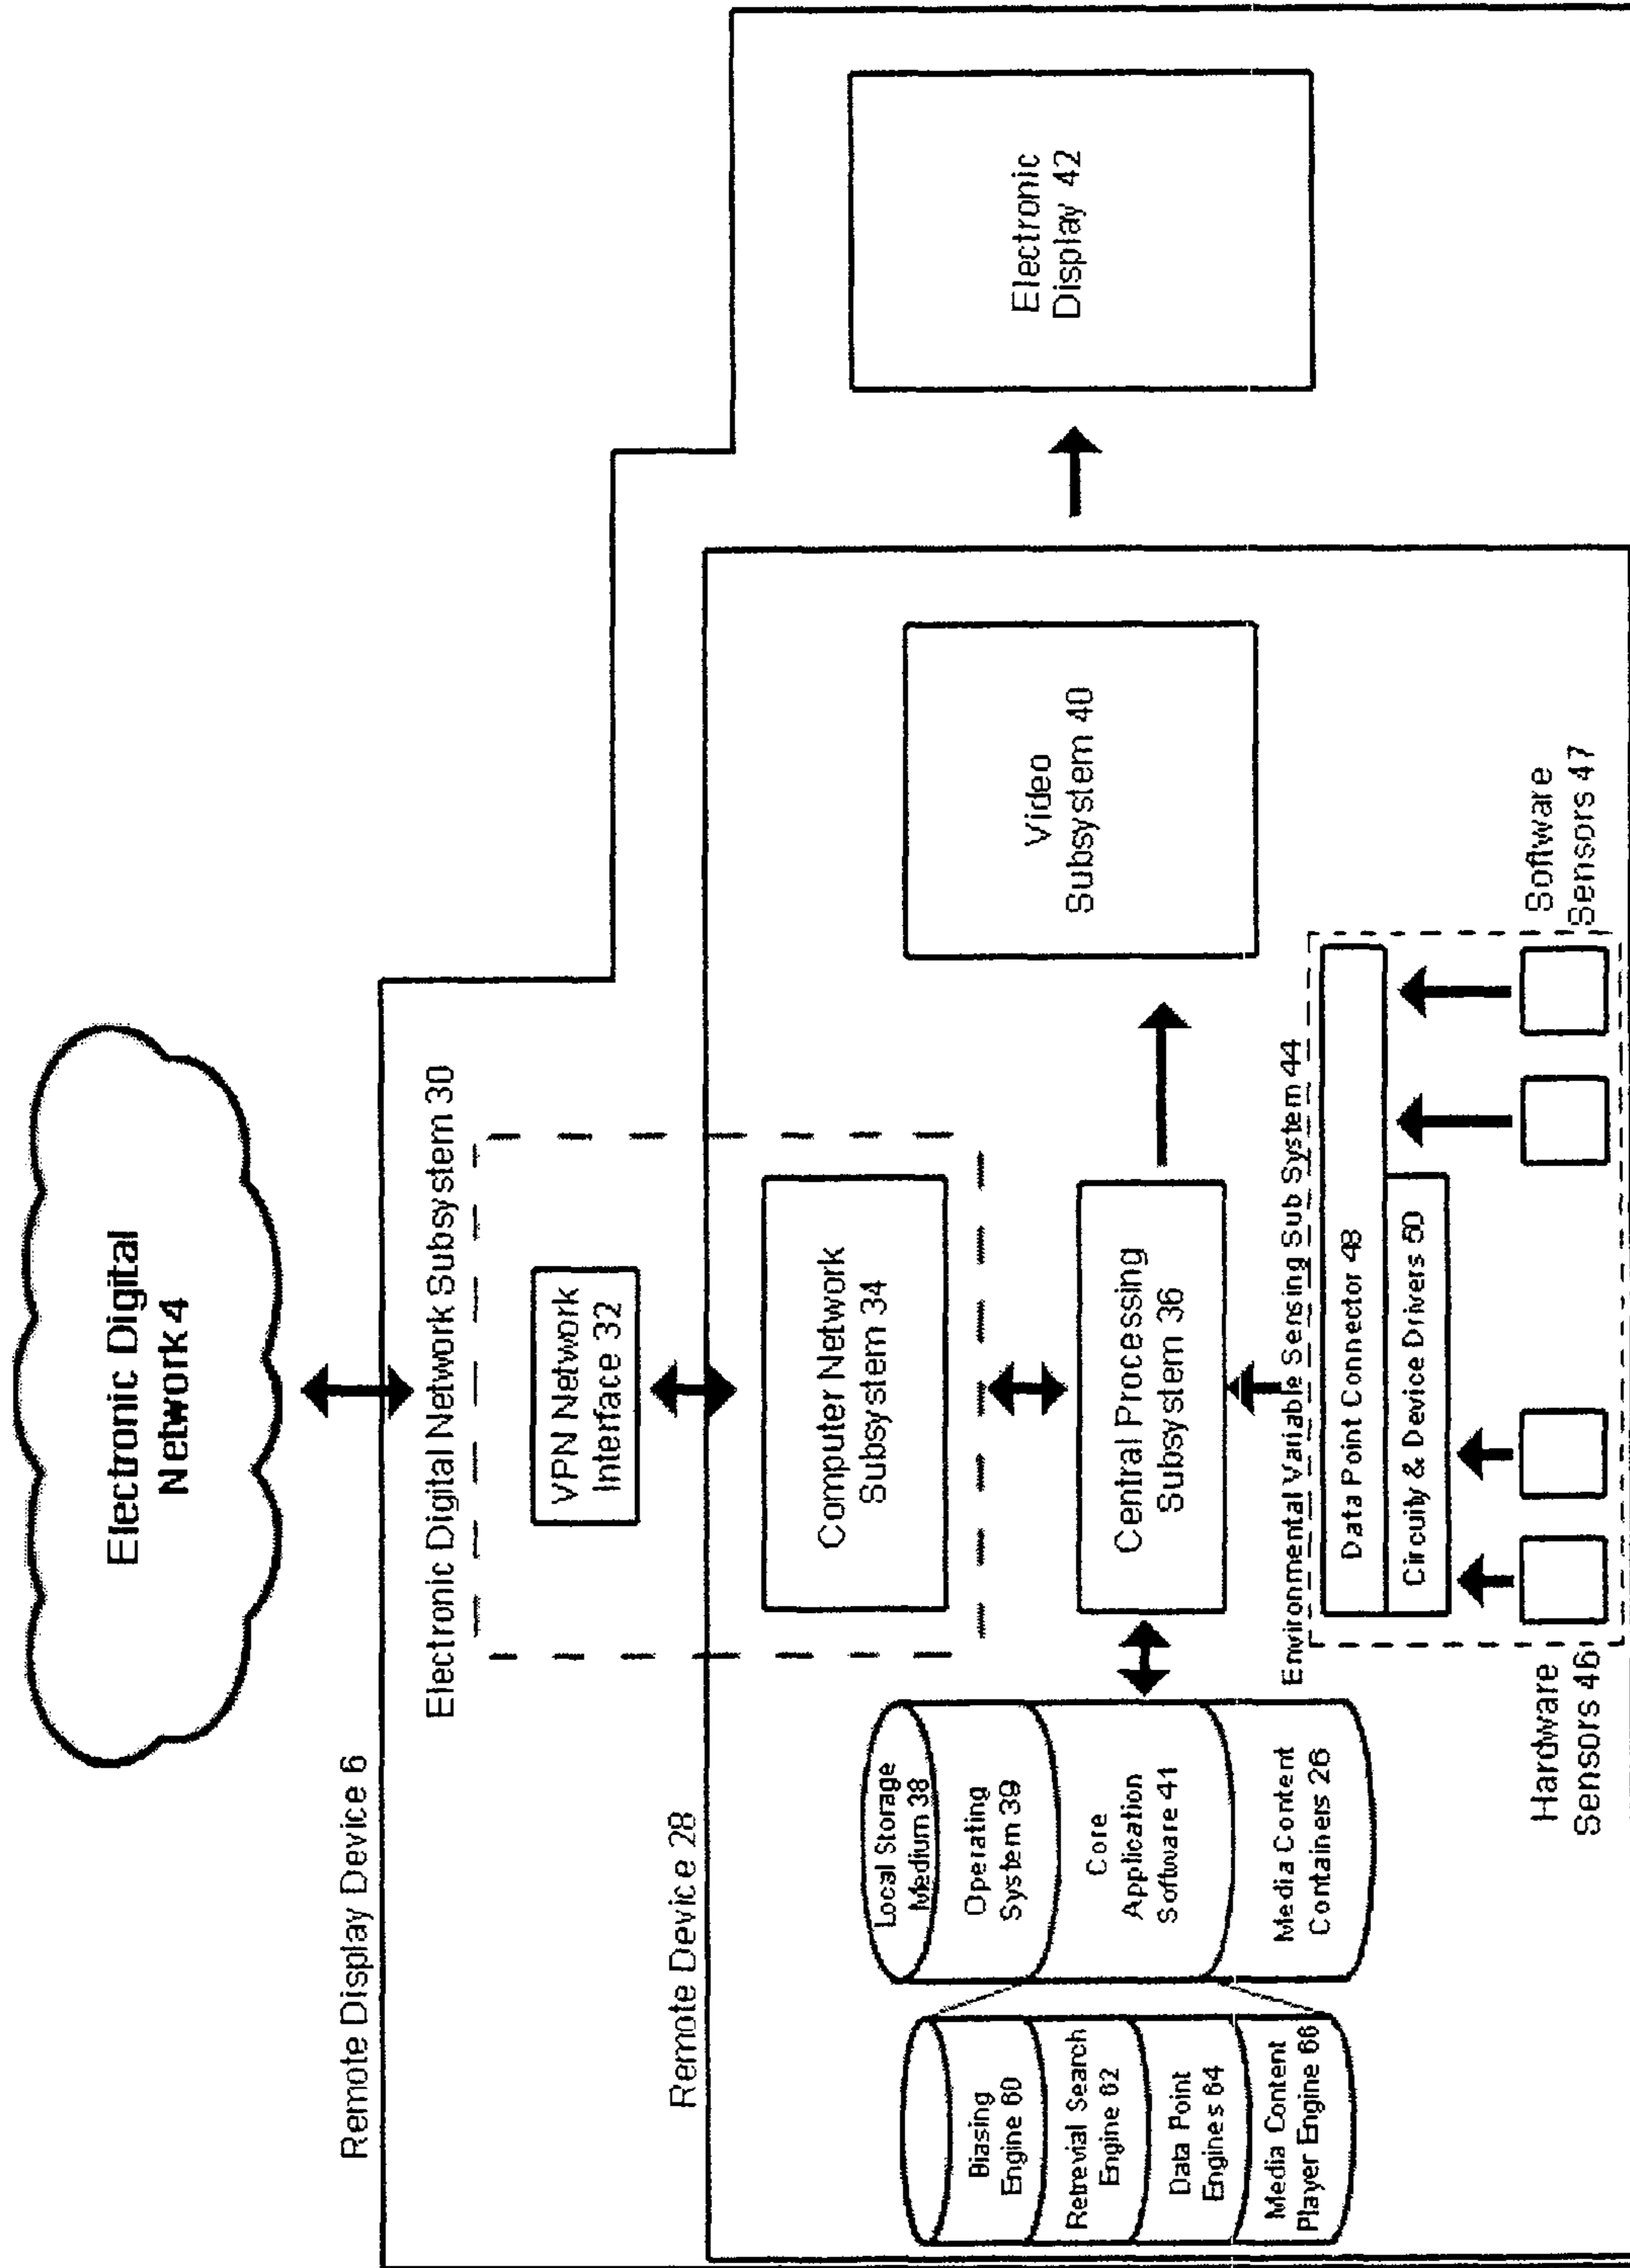 Electronic Digital
Network 4
Remote Display Device 6
Electronic Digital Network Subsystem 30
VPN Network
Interface 32
Remote Device 28
Computer Network
Subsystem 34
Local Storage
Medium 38
Operating
System 39
Core
Application
Software 41
Media Content
Containers 26
Biasing
Engine 60
Retrevial Search
Engine 62
Data Point
Engines 64
Media Content
Player Engine 66
Central Processing
Subsystem 36
Video
Subsystem 40
Electronic
Display 42
Environmental Variable Sensing Sub System 44
Data Point Connector 48
Circuity & Device Drivers 50
Hardware
Sensors 46
Software
Sensors 47